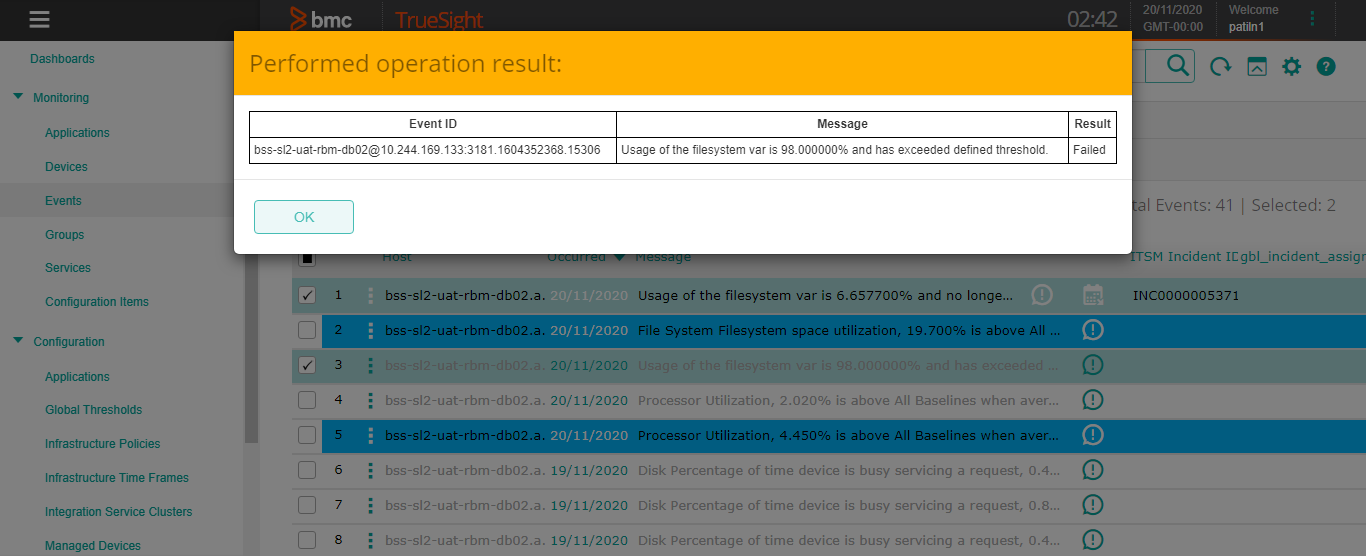 bmc TrueSight 02:42 20/11/2020 GMT-00:00 Welcome patiln1
Performed operation result:
Event ID Message Result
bss-sl2-uat-rbm-db02@10.244.169.133:3181.1604352368.15306 Usage of the filesystem var is 98.000000% and has exceeded defined threshold. Failed
OK
Dashboards
Monitoring
Applications
Devices
Events
Groups
Services
Configuration Items
Configuration
Applications
Global Thresholds
Infrastructure Policies
Infrastructure Time Frames
Integration Service Clusters
Managed Devices
tal Events: 41 | Selected: 2
Host Occurred Message ITSM Incident ID gbl_incident_assign
1 bss-sl2-uat-rbm-db02.a. 20/11/2020 Usage of the filesystem var is 6.657700% and no longe... INC0000005371
2 bss-sl2-uat-rbm-db02.a. 20/11/2020 File System Filesystem space utilization, 19.700% is above All ...
3 bss-sl2-uat-rbm-db02.a. 20/11/2020 Usage of the filesystem var is 98.000000% and has exceeded ...
4 bss-sl2-uat-rbm-db02.a. 20/11/2020 Processor Utilization, 2.020% is above All Baselines when aver...
5 bss-sl2-uat-rbm-db02.a. 20/11/2020 Processor Utilization, 4.450% is above All Baselines when aver...
6 bss-sl2-uat-rbm-db02.a. 19/11/2020 Disk Percentage of time device is busy servicing a request, 0.4...
7 bss-sl2-uat-rbm-db02.a. 19/11/2020 Disk Percentage of time device is busy servicing a request, 0.8...
8 bss-sl2-uat-rbm-db02.a. 19/11/2020 Disk Percentage of time device is busy servicing a request, 0.4...